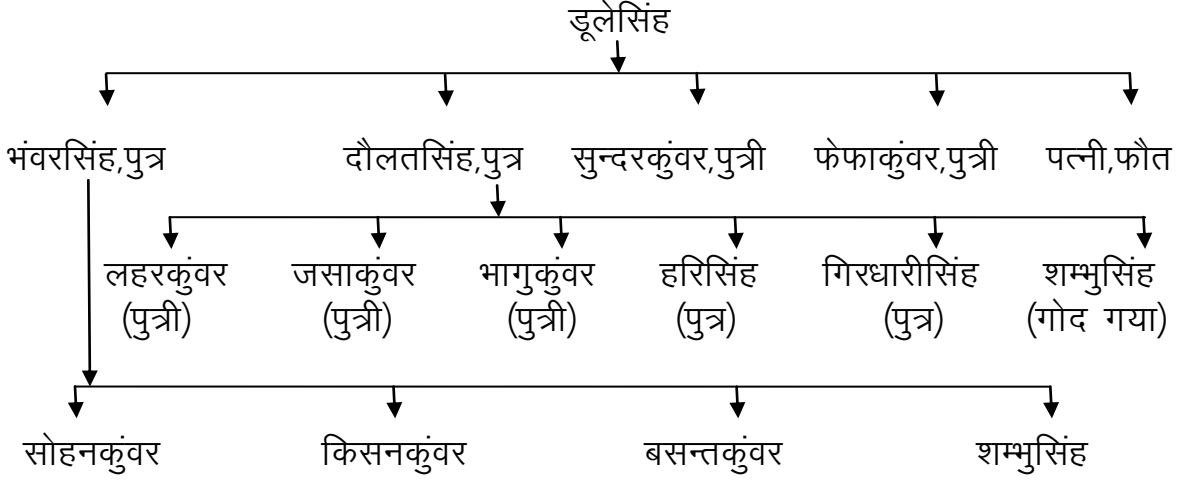 डूलेसिंह
भंवरसिंह,पुत्र दौलतसिंह,पुत्र सुन्दरकुंवर,पुत्री फेफाकुंवर,पुत्री पत्नी,फौत
लहरकुंवर जसाकुंवर भागुकुंवर हरिसिंह गिरधारीसिंह शम्भुसिंह
(पुत्री) (पुत्री) (पुत्री) (पुत्र) (पुत्र) (गोद गया)
सोहनकुंवर किसनकुंवर बसन्तकुंवर शम्भुसिंह